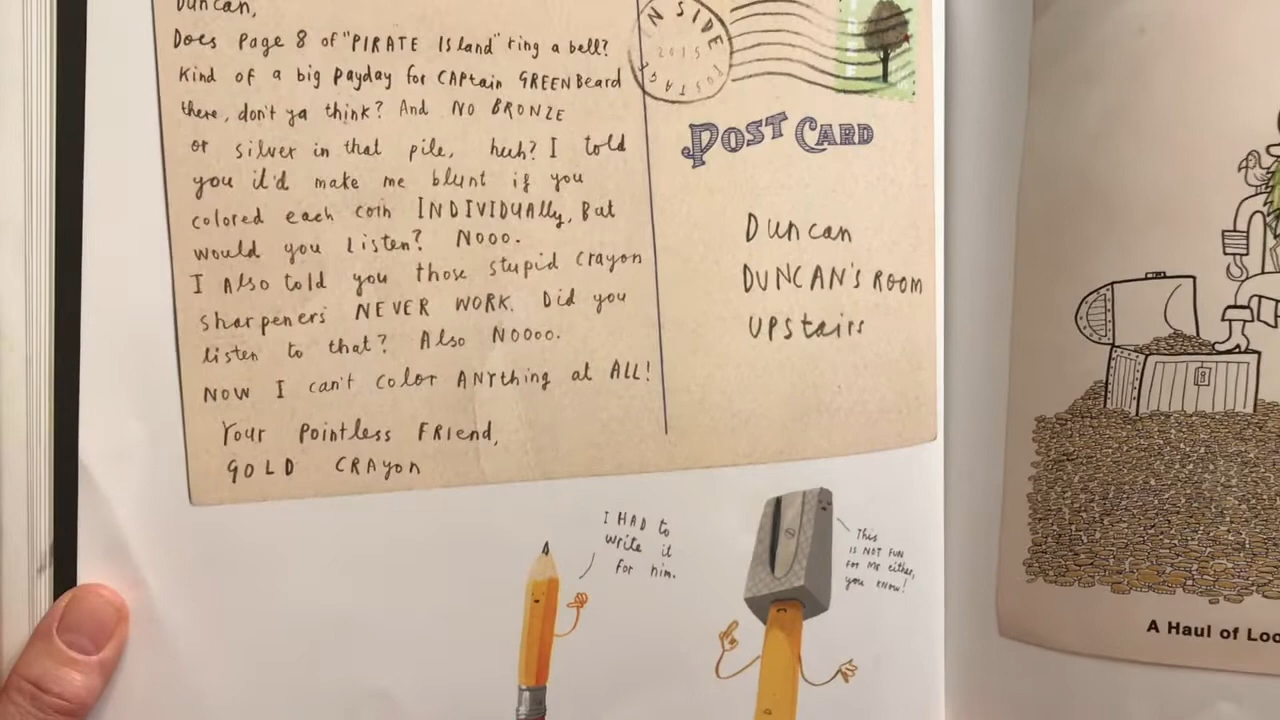 Duncan,
Does Page 8 of "PIRATE Island" ring a bell?
Kind of a big payday for CAPtain GREENBeard
there, don't ya think? And NO BRONZE
or silver in that pile, huh? I told
you it'd make me blunt if you
colored each coin INDIVIDUAlly, But
would you listen? Nooo.
I Also told you those stupid crayon
sharpeners NEVER WORK. Did you
listen to that? Also Noooo.
NOW I can't color ANYthing at ALL!
Your Pointless FRIend,
GOLD CRAyon
IN SIDE
2015
POSTAGE
POST CARD
Duncan
DUNCAN'S ROOM
UPstairs
I HAD to
write it
for him.
This
IS NOT FUN
FOR ME either,
you KNOW!
A Haul of